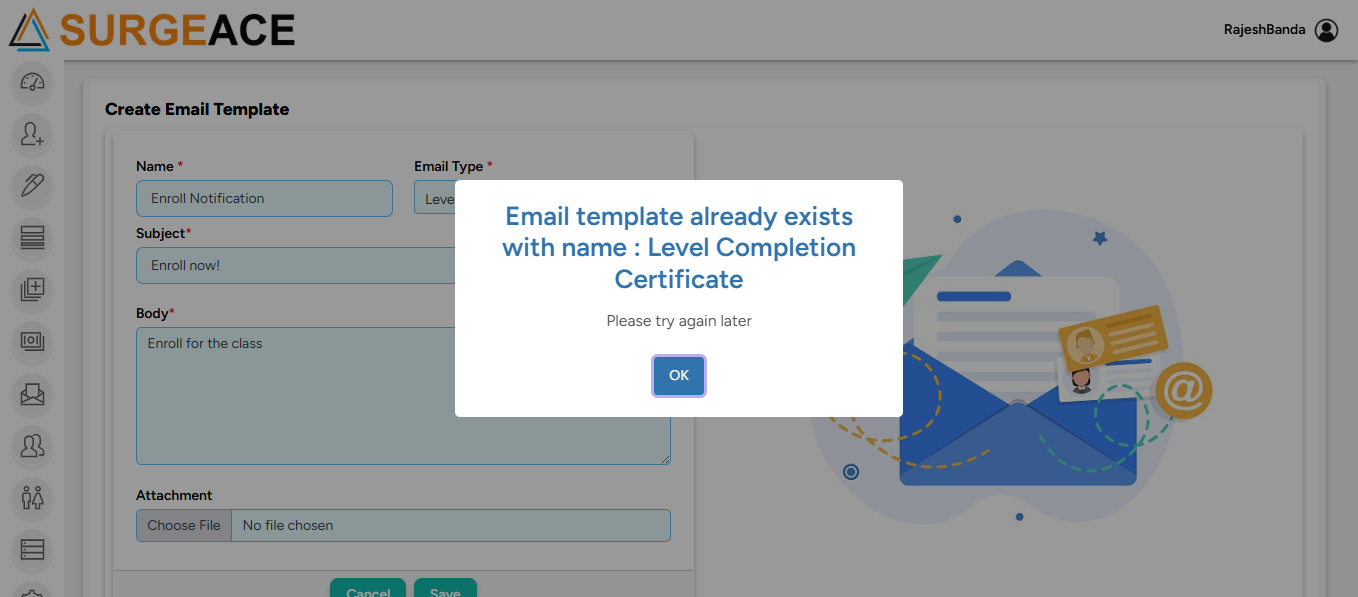 SURGEACE
RajeshBanda
Create Email Template
Name *
Email Type *
Enroll Notification
Leve
Subject*
Enroll now!
Body*
Enroll for the class
Email template already exists
with name : Level Completion
Certificate
Please try again later
OK
Attachment
Choose File No file chosen
Cancel Save
@